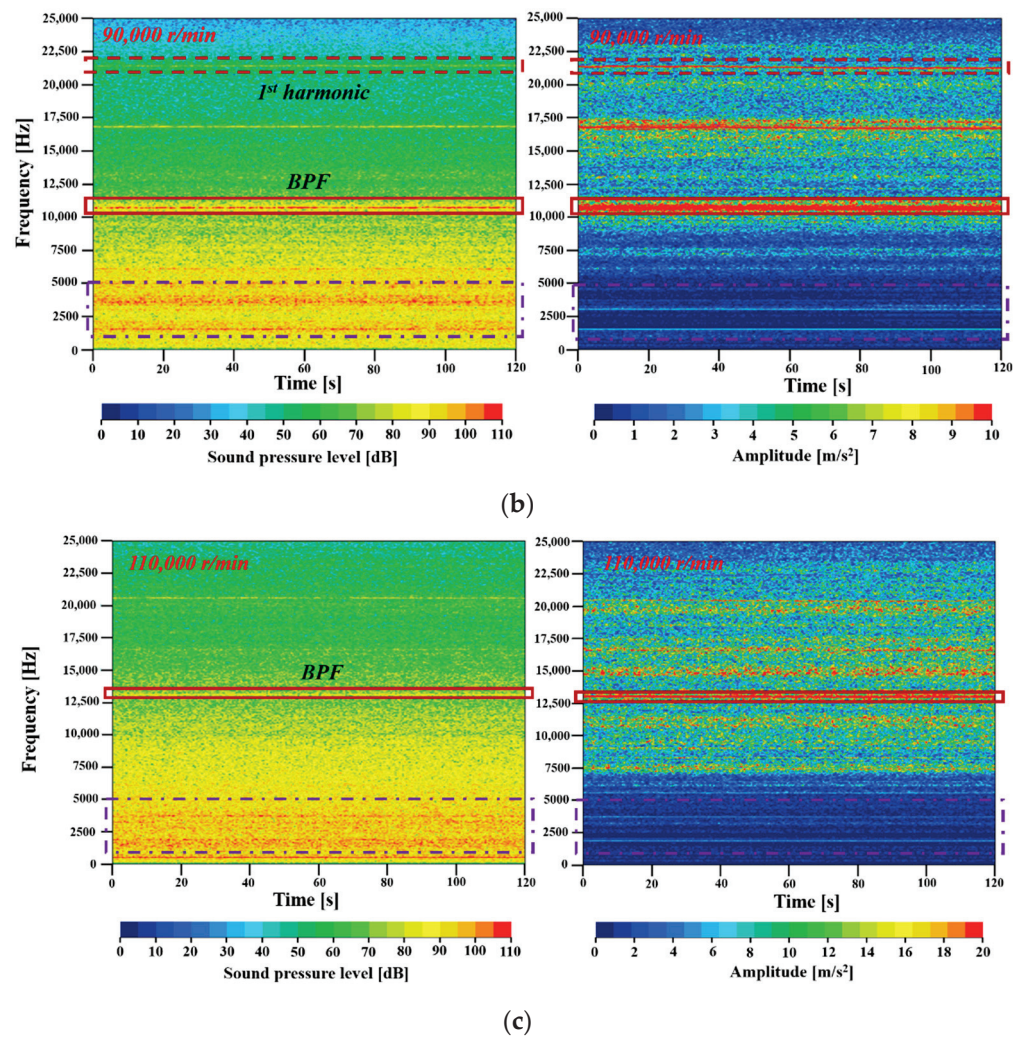 25,000
22,500
20,000
17,500
15,000
12,500
10,000
7500
5000
2500
0
Frequency [Hz]
90,000 r/min
1st harmonic
BPF
0 20 40 60 80 100 120
Time [s]
0 10 20 30 40 50 60 70 80 90 100 110
Sound pressure level [dB]
25,000
22,500
20,000
17,500
15,000
12,500
10,000
7500
5000
2500
0
90,000 r/min
0 20 40 60 80 100 120
Time [s]
0 1 2 3 4 5 6 7 8 9 10
Amplitude [m/s²]
(b)
25,000
22,500
20,000
17,500
15,000
12,500
10,000
7500
5000
2500
0
Frequency [Hz]
110,000 r/min
BPF
0 20 40 60 80 100 120
Time [s]
0 10 20 30 40 50 60 70 80 90 100 110
Sound pressure level [dB]
25,000
22,500
20,000
17,500
15,000
12,500
10,000
7500
5000
2500
0
110,000 r/min
0 20 40 60 80 100 120
Time [s]
0 2 4 6 8 10 12 14 16 18 20
Amplitude [m/s²]
(c)